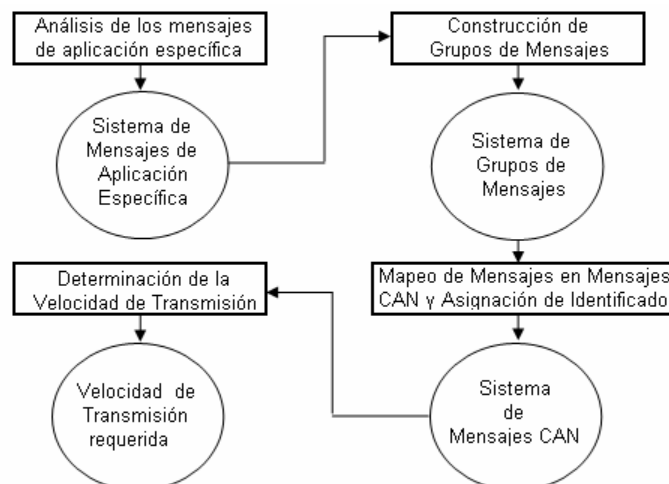 Análisis de los mensajes
de aplicación específica
Construcción de
Grupos de Mensajes
Sistema de
Mensajes de
Aplicación
Específica
Sistema de
Grupos de
Mensajes
Determinación de la
Velocidad de Transmisión
Mapeo de Mensajes en Mensajes
CAN y Asignación de Identificado
Velocidad de
Transmisión
requerida
Sistema
de
Mensajes CAN